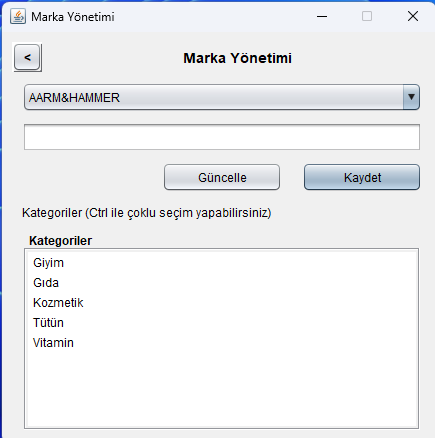 Marka Yönetimi
<
Marka Yönetimi
AARM&HAMMER
Güncelle
Kaydet
Kategoriler (Ctrl ile çoklu seçim yapabilirsiniz)
Kategoriler
Giyim
Gıda
Kozmetik
Tütün
Vitamin